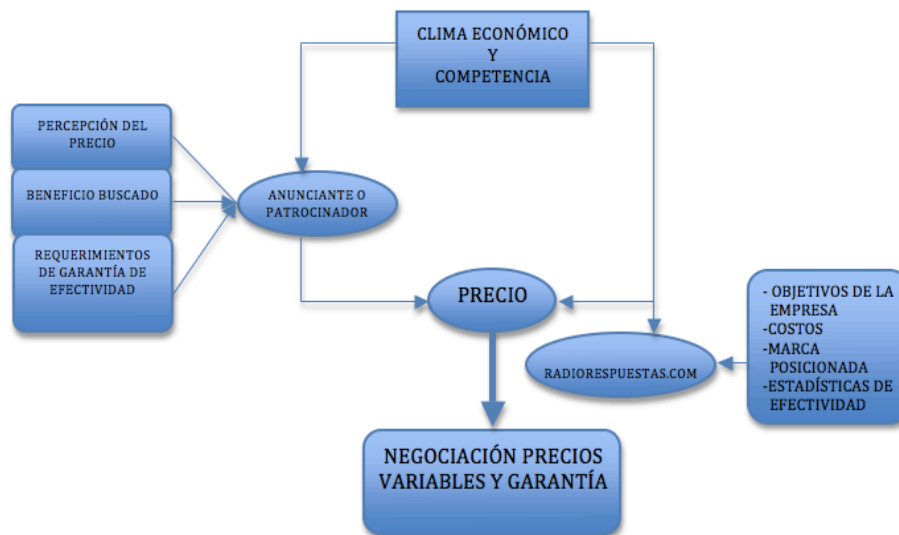 CLIMA ECONÓMICO
Y
COMPETENCIA
PERCEPCIÓN DEL
PRECIO
BENEFICIO BUSCADO
REQUERIMIENTOS
DE GARANTÍA DE
EFECTIVIDAD
ANUNCIANTE O
PATROCINADOR
PRECIO
RADIORESPUESTAS.COM
- OBJETIVOS DE LA
EMPRESA
-COSTOS
-MARCA
POSICIONADA
-ESTADÍSTICAS DE
EFECTIVIDAD
NEGOCIACIÓN PRECIOS
VARIABLES Y GARANTÍA